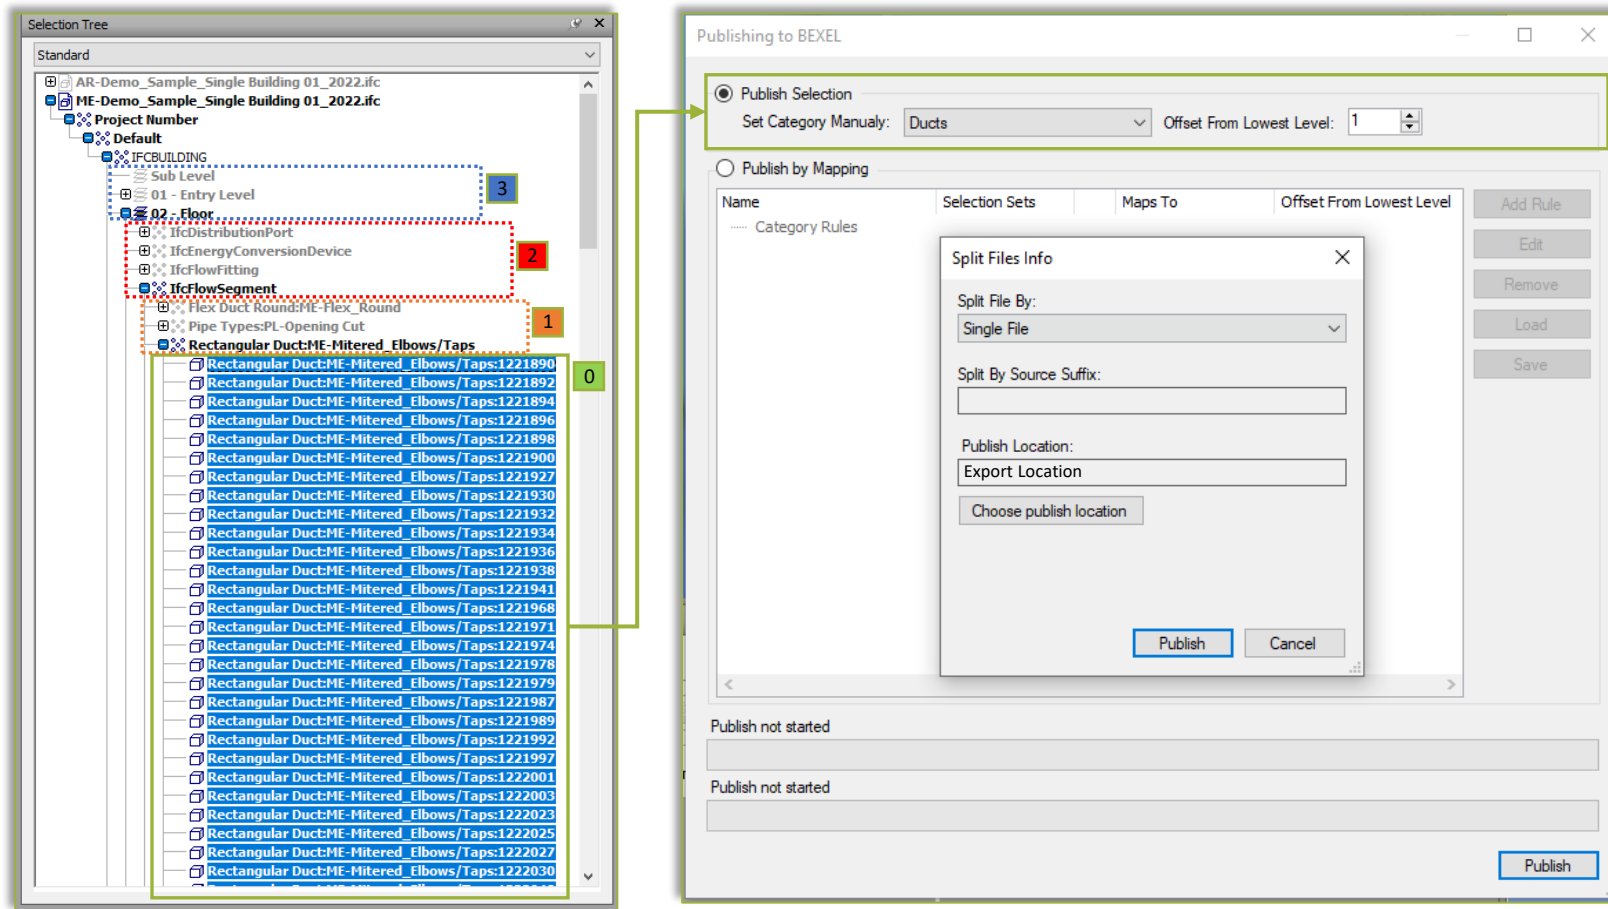 Selection Tree
Standard
AR-Demo_Sample_Single Building 01_2022.ifc
ME-Demo_Sample_Single Building 01_2022.ifc
Project Number
Default
IFCBUILDING
Sub Level
01 - Entry Level
3
02 - Floor
IfcDistributionPort
IfcEnergyConversionDevice
2
IfcFlowFitting
IfcFlowSegment
Flex Duct Round:ME-Flex_Round
Pipe Types:PL-Opening Cut
1
Rectangular Duct:ME-Mitered_Elbows/Taps
Rectangular Duct:ME-Mitered_Elbows/Taps:1221890
0
Rectangular Duct:ME-Mitered_Elbows/Taps:1221892
Rectangular Duct:ME-Mitered_Elbows/Taps:1221894
Rectangular Duct:ME-Mitered_Elbows/Taps:1221896
Rectangular Duct:ME-Mitered_Elbows/Taps:1221898
Rectangular Duct:ME-Mitered_Elbows/Taps:1221900
Rectangular Duct:ME-Mitered_Elbows/Taps:1221927
Rectangular Duct:ME-Mitered_Elbows/Taps:1221930
Rectangular Duct:ME-Mitered_Elbows/Taps:1221932
Rectangular Duct:ME-Mitered_Elbows/Taps:1221934
Rectangular Duct:ME-Mitered_Elbows/Taps:1221936
Rectangular Duct:ME-Mitered_Elbows/Taps:1221938
Rectangular Duct:ME-Mitered_Elbows/Taps:1221941
Rectangular Duct:ME-Mitered_Elbows/Taps:1221968
Rectangular Duct:ME-Mitered_Elbows/Taps:1221971
Rectangular Duct:ME-Mitered_Elbows/Taps:1221974
Rectangular Duct:ME-Mitered_Elbows/Taps:1221978
Rectangular Duct:ME-Mitered_Elbows/Taps:1221979
Rectangular Duct:ME-Mitered_Elbows/Taps:1221987
Rectangular Duct:ME-Mitered_Elbows/Taps:1221989
Rectangular Duct:ME-Mitered_Elbows/Taps:1221992
Rectangular Duct:ME-Mitered_Elbows/Taps:1221997
Rectangular Duct:ME-Mitered_Elbows/Taps:1222001
Rectangular Duct:ME-Mitered_Elbows/Taps:1222003
Rectangular Duct:ME-Mitered_Elbows/Taps:1222023
Rectangular Duct:ME-Mitered_Elbows/Taps:1222025
Rectangular Duct:ME-Mitered_Elbows/Taps:1222027
Rectangular Duct:ME-Mitered_Elbows/Taps:1222030
Publishing to BEXEL
Publish Selection
Set Category Manualy: Ducts Offset From Lowest Level: 1
Publish by Mapping
Name Selection Sets Maps To Offset From Lowest Level
Category Rules
Add Rule
Edit
Remove
Load
Save
Split Files Info
Split File By:
Single File
Split By Source Suffix:
Publish Location:
Export Location
Choose publish location
Publish Cancel
Publish not started
Publish not started
Publish